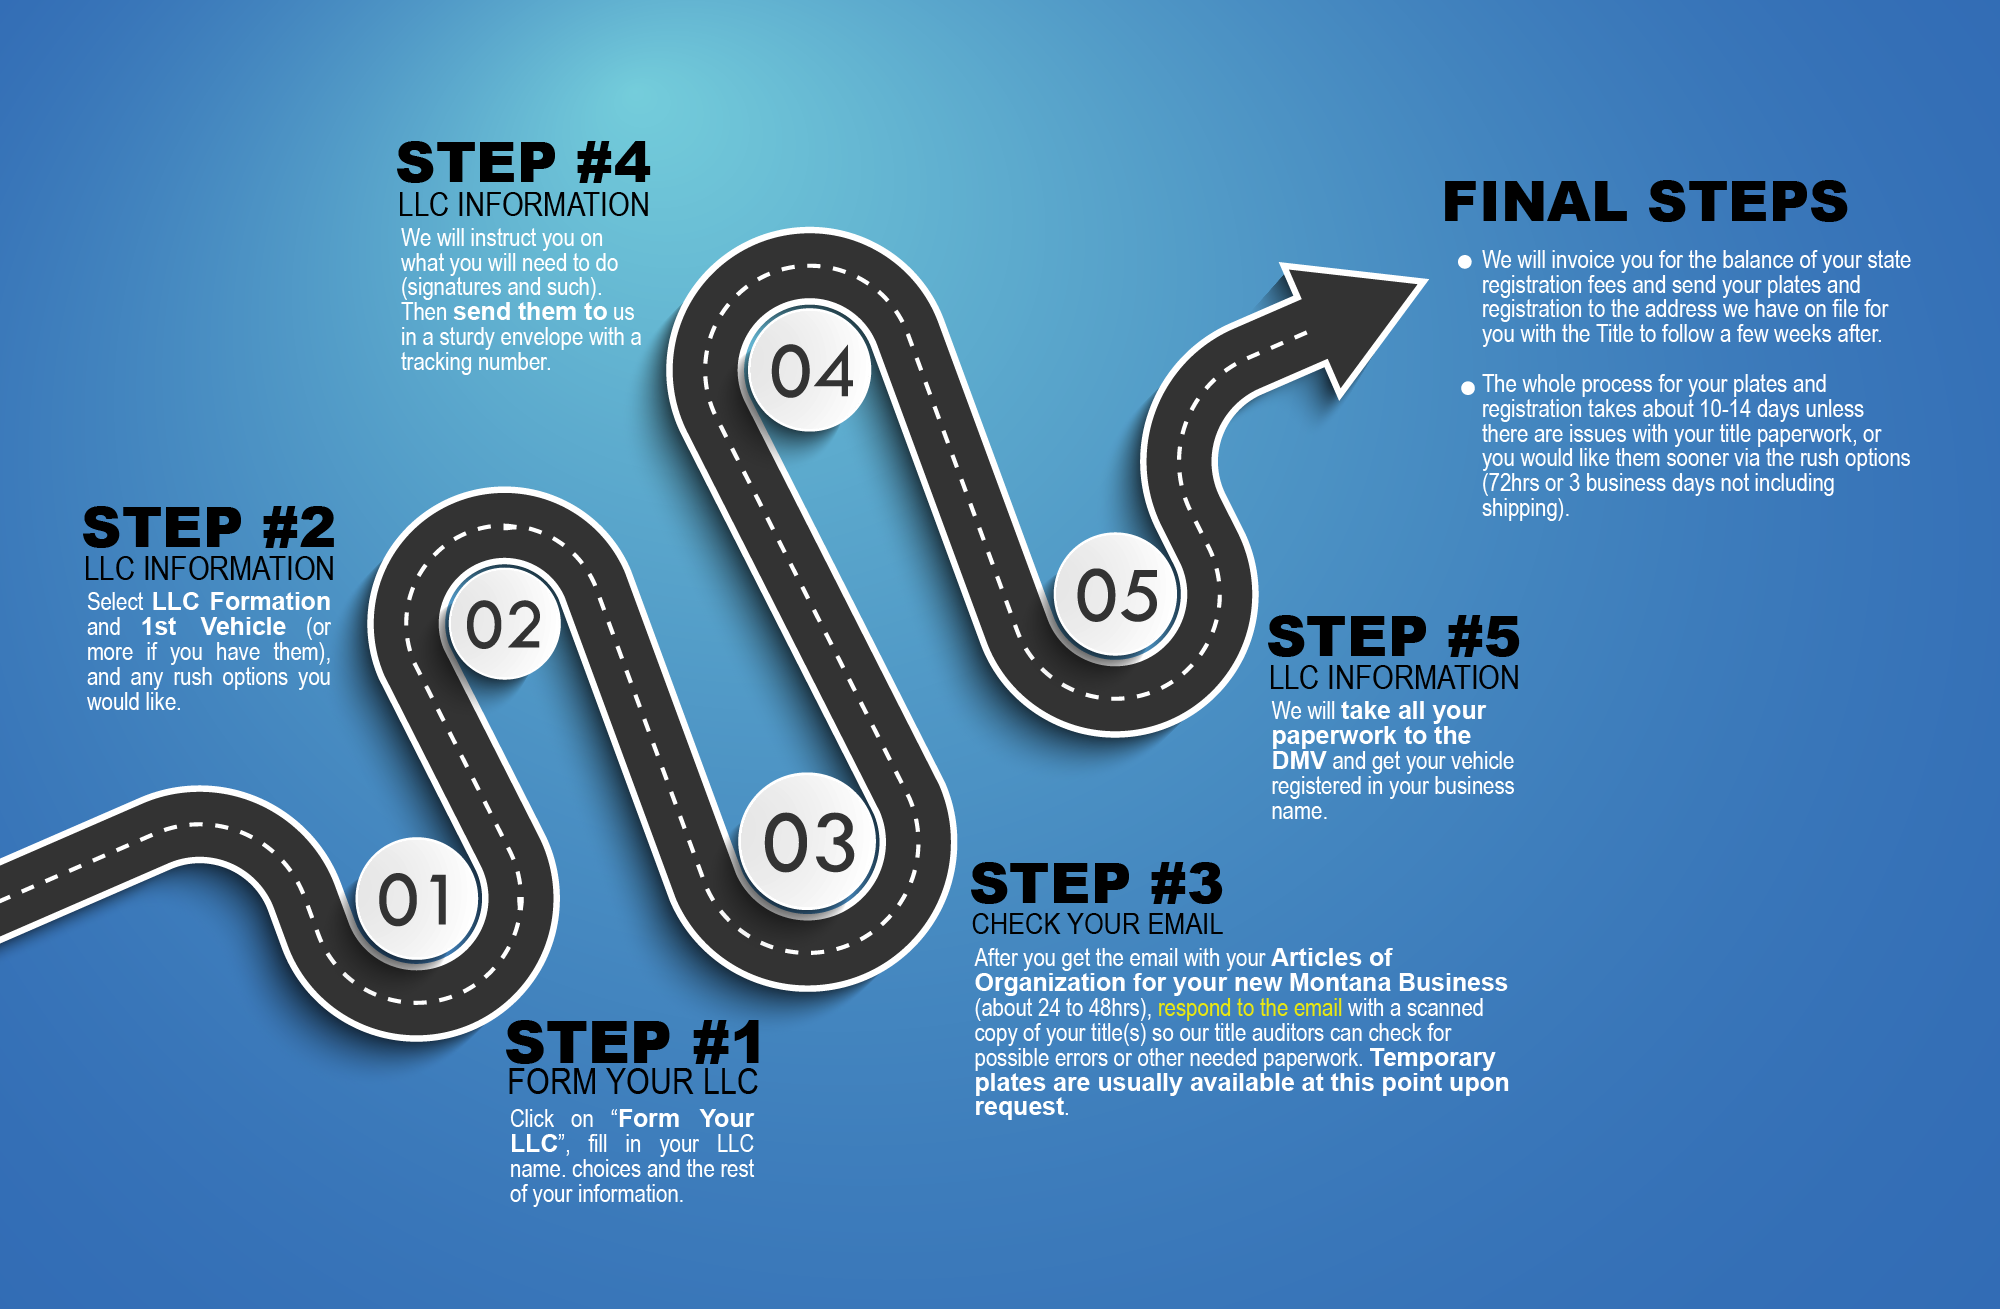 STEP #4
LLC INFORMATION
We will instruct you on
what you will need to do
(signatures and such).
Then send them to us
in a sturdy envelope with a
tracking number.
FINAL STEPS
We will invoice you for the balance of your state
registration fees and send your plates and
registration to the address we have on file for
you with the Title to follow a few weeks after.
The whole process for your plates and
registration takes about 10-14 days unless
there are issues with your title paperwork, or
you would like them sooner via the rush options
(72hrs or 3 business days not including
shipping).
04
STEP #2
LLC INFORMATION
Select LLC Formation
and 1st Vehicle (or
more if you have them),
and any rush options you
would like.
02
05
STEP #5
LLC INFORMATION
We will take all your
paperwork to the
DMV and get your vehicle
registered in your business
name.
01
03
STEP #3
CHECK YOUR EMAIL
After you get the email with your Articles of
Organization for your new Montana Business
(about 24 to 48hrs), respond to the email with a scanned
copy of your title(s) so our title auditors can check for
possible errors or other needed paperwork. Temporary
plates are usually available at this point upon
request.
STEP #1
FORM YOUR LLC
Click on “Form Your
LLC”, fill in your LLC
name. choices and the rest
of your information.